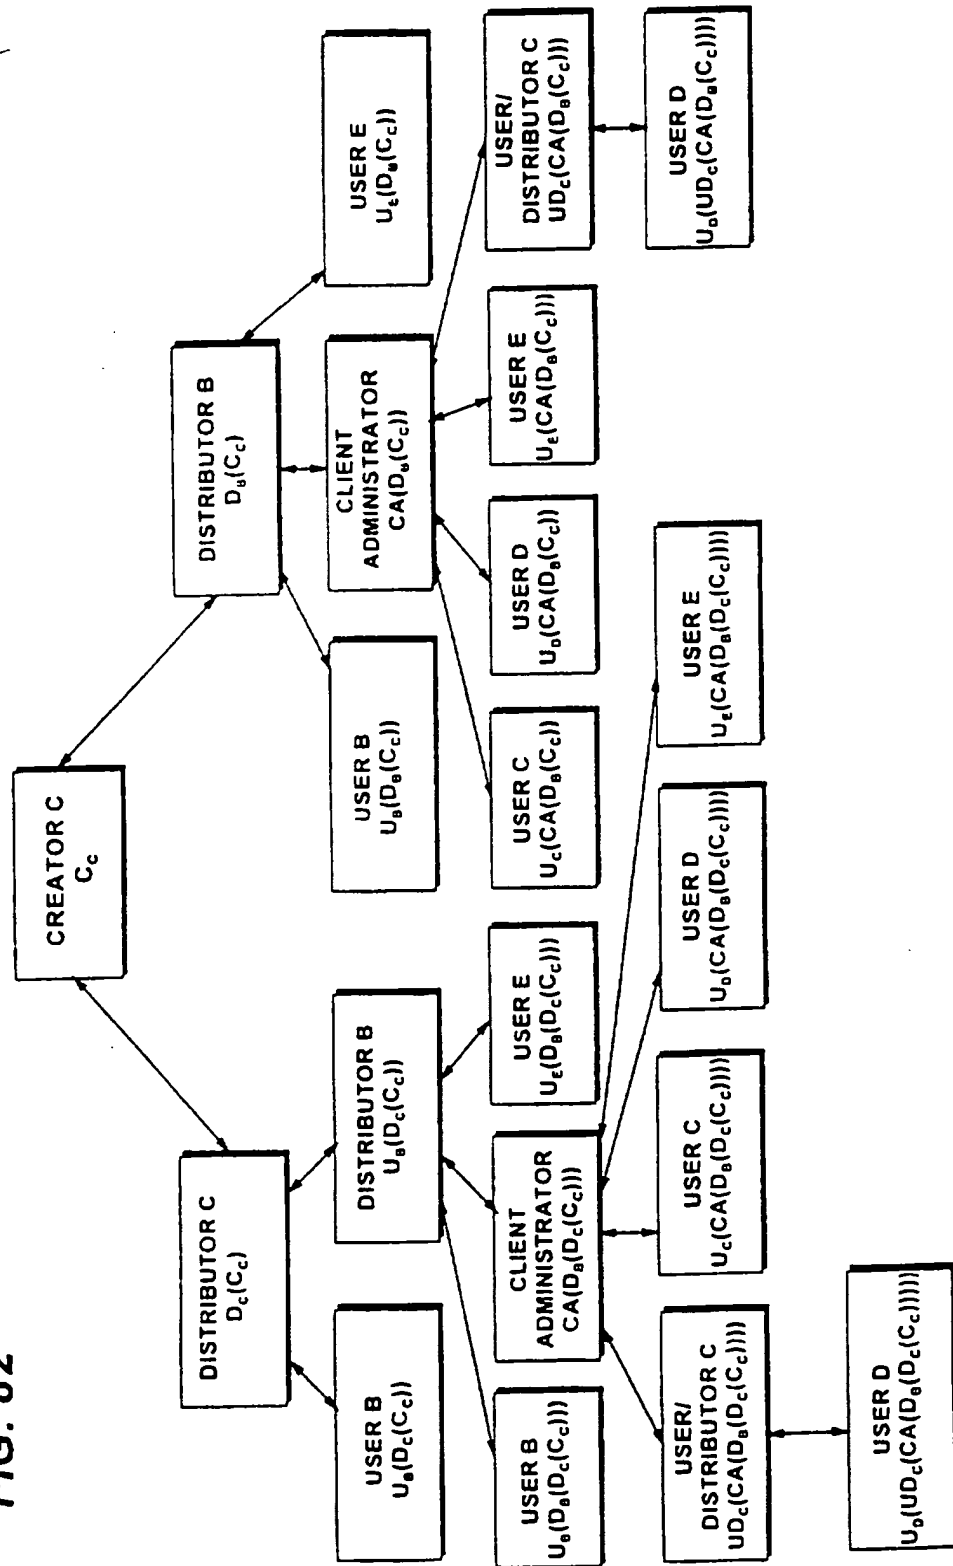 FIG. 82
CREATOR C
C_C
DISTRIBUTOR C
D_C(C_C)
DISTRIBUTOR B
D_B(C_C)
USER B
U_B(D_C(C_C))
DISTRIBUTOR B
U_B(D_C(C_C))
USER B
U_B(D_B(C_C))
CLIENT
ADMINISTRATOR
CA(D_B(C_C))
USER E
U_E(D_B(C_C))
USER B
U_B(D_B(D_C(C_C)))
CLIENT
ADMINISTRATOR
CA(D_B(D_C(C_C)))
USER E
U_E(D_B(D_C(C_C)))
USER C
U_C(CA(D_B(C_C))
USER D
U_D(CA(D_B(C_C))
USER E
U_E(CA(D_B(C_C)))
USER/
DISTRIBUTOR C
UD_C(CA(D_B(C_C)))
USER/
DISTRIBUTOR C
UD_C(CA(D_B(D_C(C_C))))
USER C
U_C(CA(D_B(D_C(C_C))))
USER D
U_D(CA(D_B(D_C(C_C))))
USER E
U_E(CA(D_B(D_C(C_C))))
USER D
U_D(UD_C(CA(D_B(C_C))))
USER D
U_D(UD_C(CA(D_B(D_C(C_C)))))